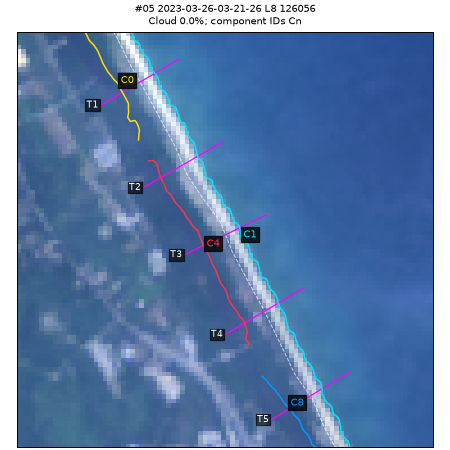 #05 2023-03-26-03-21-26 L8 126056
Cloud 0.0%; component IDs Cn
C0
T1
T2
C1
C4
T3
T4
C8
T5